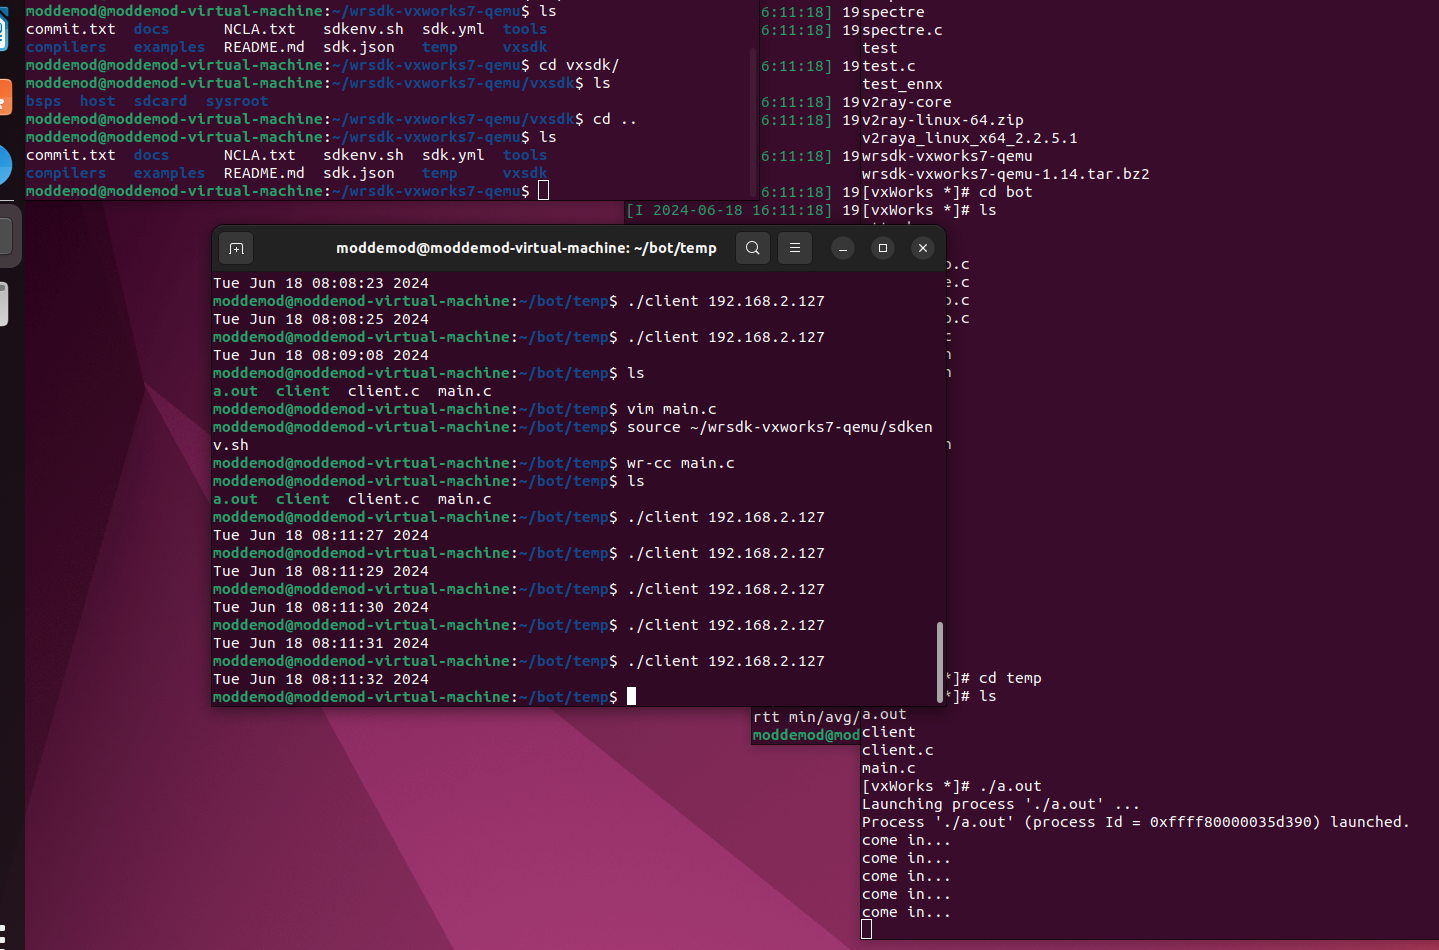 moddemod@moddemod-virtual-machine:~/wrsdk-vxworks7-qemu$ ls
commit.txt  docs      NCLA.txt   sdkenv.sh  sdk.yml  tools
compilers  examples  README.md  sdk.json   temp     vxsdk
moddemod@moddemod-virtual-machine:~/wrsdk-vxworks7-qemu$ cd vxsdk/
moddemod@moddemod-virtual-machine:~/wrsdk-vxworks7-qemu/vxsdk$ ls
bsps  host  sdcard  sysroot
moddemod@moddemod-virtual-machine:~/wrsdk-vxworks7-qemu/vxsdk$ cd ..
moddemod@moddemod-virtual-machine:~/wrsdk-vxworks7-qemu$ ls
commit.txt  docs      NCLA.txt   sdkenv.sh  sdk.yml  tools
compilers  examples  README.md  sdk.json   temp     vxsdk
moddemod@moddemod-virtual-machine:~/wrsdk-vxworks7-qemu$
6:11:18] 19
6:11:18] 19
6:11:18] 19
6:11:18] 19
6:11:18] 19
6:11:18] 19
6:11:18] 19
[I 2024-06-18 16:11:18] 19
moddemod@moddemod-virtual-machine: ~/bot/temp
Tue Jun 18 08:08:23 2024
moddemod@moddemod-virtual-machine:~/bot/temp$ ./client 192.168.2.127
Tue Jun 18 08:08:25 2024
moddemod@moddemod-virtual-machine:~/bot/temp$ ./client 192.168.2.127
Tue Jun 18 08:09:08 2024
moddemod@moddemod-virtual-machine:~/bot/temp$ ls
a.out  client  client.c  main.c
moddemod@moddemod-virtual-machine:~/bot/temp$ vim main.c
moddemod@moddemod-virtual-machine:~/bot/temp$ source ~/wrsdk-vxworks7-qemu/sdken
v.sh
moddemod@moddemod-virtual-machine:~/bot/temp$ wr-cc main.c
moddemod@moddemod-virtual-machine:~/bot/temp$ ls
a.out  client  client.c  main.c
moddemod@moddemod-virtual-machine:~/bot/temp$ ./client 192.168.2.127
Tue Jun 18 08:11:27 2024
moddemod@moddemod-virtual-machine:~/bot/temp$ ./client 192.168.2.127
Tue Jun 18 08:11:29 2024
moddemod@moddemod-virtual-machine:~/bot/temp$ ./client 192.168.2.127
Tue Jun 18 08:11:30 2024
moddemod@moddemod-virtual-machine:~/bot/temp$ ./client 192.168.2.127
Tue Jun 18 08:11:31 2024
moddemod@moddemod-virtual-machine:~/bot/temp$ ./client 192.168.2.127
Tue Jun 18 08:11:32 2024
moddemod@moddemod-virtual-machine:~/bot/temp$
rtt min/avg/
moddemod@mod
spectre
spectre.c
test
test.c
test_ennx
v2ray-core
v2ray-linux-64.zip
v2raya_linux_x64_2.2.5.1
wrsdk-vxworks7-qemu
wrsdk-vxworks7-qemu-1.14.tar.bz2
[vxWorks *]# cd bot
[vxWorks *]# ls
.c
.c
.c
.c
*]# cd temp
*]# ls
a.out
client
client.c
main.c
[vxWorks *]# ./a.out
Launching process './a.out' ...
Process './a.out' (process Id = 0xffff80000035d390) launched.
come in...
come in...
come in...
come in...
come in...